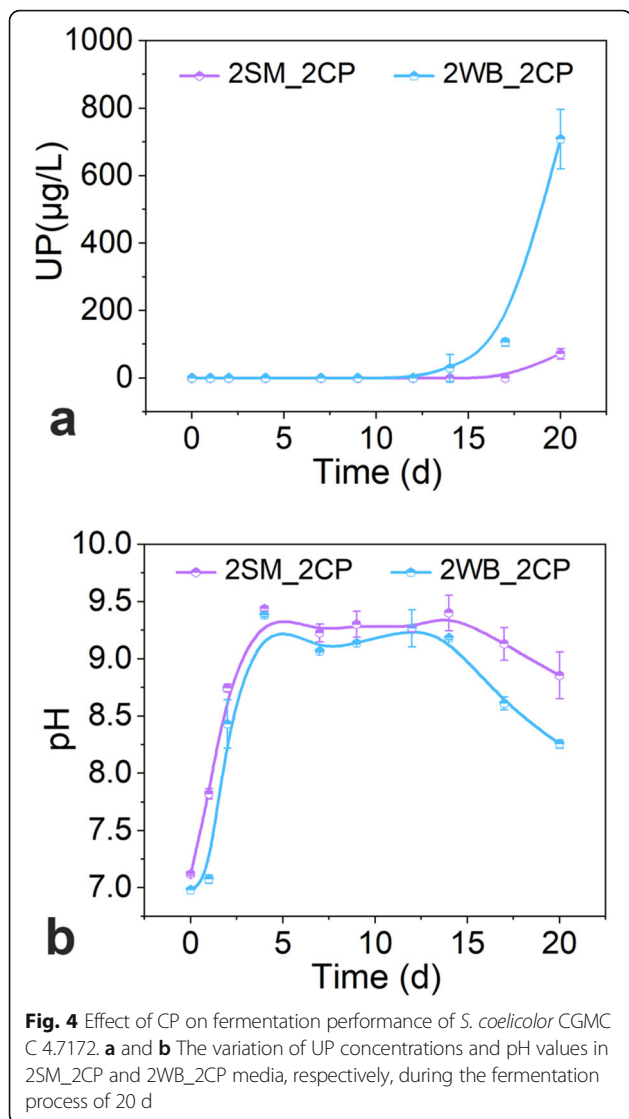 1000
2SM_2CP 2WB_2CP
800
600
400
200
0
UP(µg/L)
0 5 10 15 20
a
Time (d)
10.0
2SM_2CP 2WB_2CP
9.5
9.0
8.5
8.0
7.5
7.0
pH
0 5 10 15 20
b
Time (d)
Fig. 4 Effect of CP on fermentation performance of S. coelicolor CGMC
C 4.7172. a and b The variation of UP concentrations and pH values in
2SM_2CP and 2WB_2CP media, respectively, during the fermentation
process of 20 d